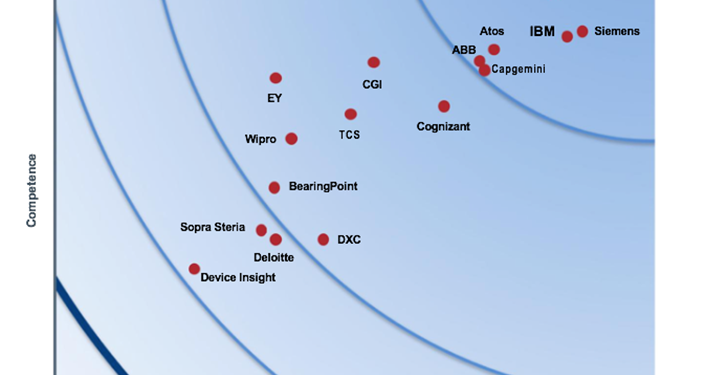 Atos
IBM
Siemens
ABB
Capgemini
CGI
EY
Cognizant
TCS
Wipro
Competence
BearingPoint
Sopra Steria
DXC
Deloitte
Device Insight